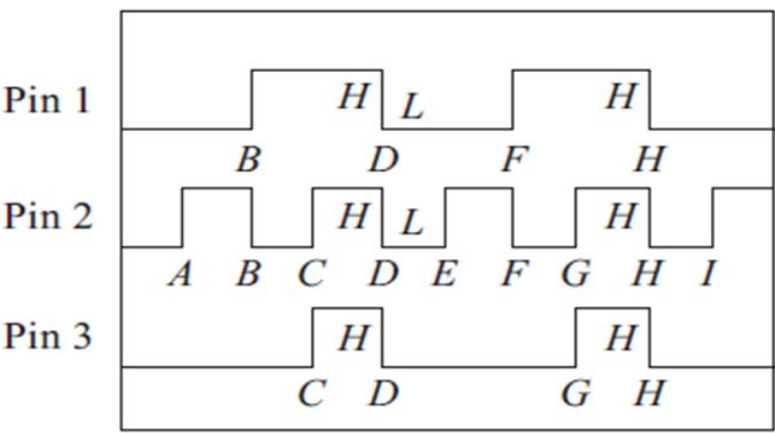 Pin 1 H L H
B D F H
Pin 2 H L H
A B C D E F G H I
Pin 3 H H
C D G H